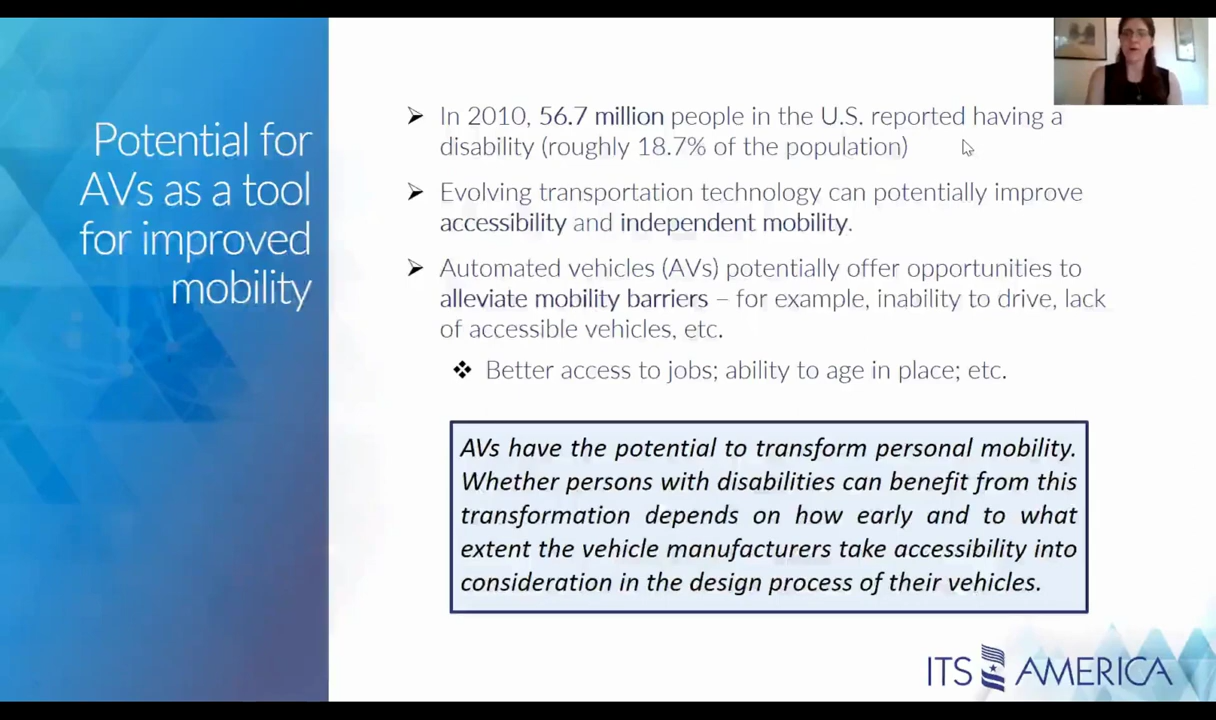 Potential for
AVs as a tool
for improved
mobility
➢ In 2010, 56.7 million people in the U.S. reported having a
disability (roughly 18.7% of the population)
➢ Evolving transportation technology can potentially improve
accessibility and independent mobility.
➢ Automated vehicles (AVs) potentially offer opportunities to
alleviate mobility barriers – for example, inability to drive, lack
of accessible vehicles, etc.
❖ Better access to jobs; ability to age in place; etc.
AVs have the potential to transform personal mobility.
Whether persons with disabilities can benefit from this
transformation depends on how early and to what
extent the vehicle manufacturers take accessibility into
consideration in the design process of their vehicles.
ITS AMERICA